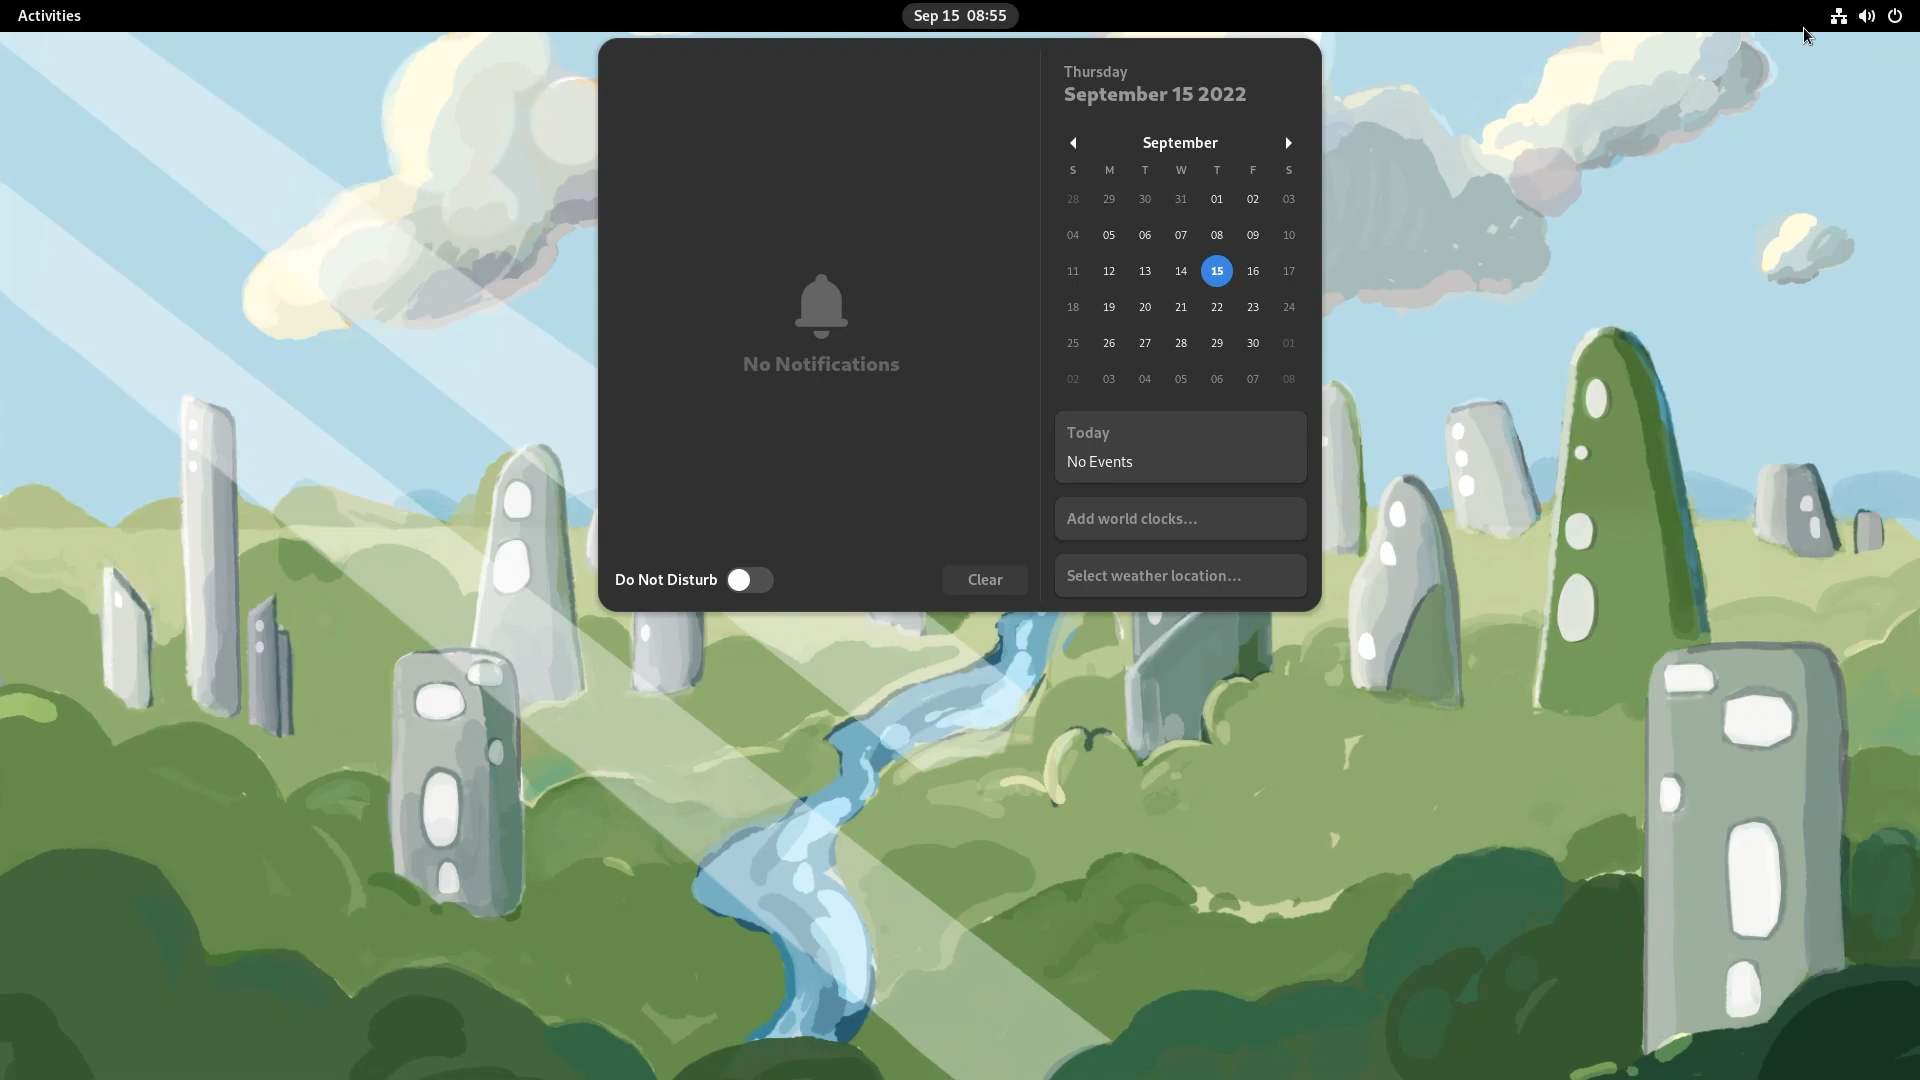 Activities
Sep 15 08:55
Thursday
September 15 2022
September
S M T W T F S
28 29 30 31 01 02 03
04 05 06 07 08 09 10
11 12 13 14 15 16 17
18 19 20 21 22 23 24
25 26 27 28 29 30 01
02 03 04 05 06 07 08
No Notifications
Today
No Events
Add world clocks…
Select weather location…
Do Not Disturb
Clear